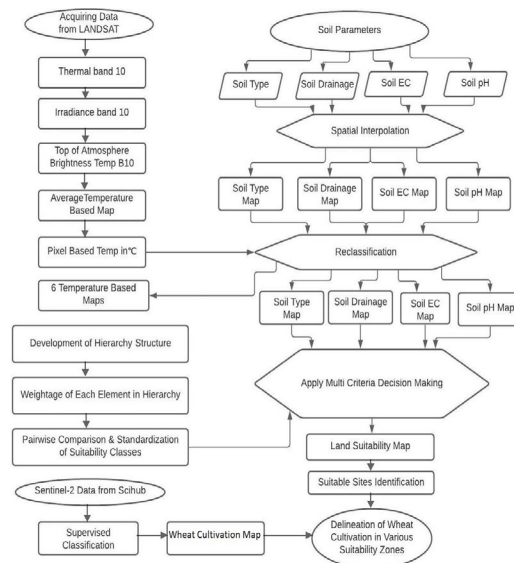 Acquiring Data
from LANDSAT
Thermal band 10
Irradiance band 10
Top of Atmosphere
Brightness Temp B10
AverageTemperature
Based Map
Pixel Based Temp in℃
6 Temperature Based
Maps
Development of Hierarchy Structure
Weightage of Each Element in Hierarchy
Pairwise Comparison & Standardization
of Suitability Classes
Sentinel-2 Data from Scihub
Supervised
Classification
Wheat Cultivation Map
Soil Parameters
Soil Type
Soil Drainage
Soil EC
Soil pH
Spatial Interpolation
Soil Type
Map
Soil Drainage
Map
Soil EC Map
Soil pH Map
Reclassification
Soil Type
Map
Soil Drainage
Map
Soil EC
Map
Soil pH Map
Apply Multi Criteria Decision Making
Land Suitability Map
Suitable Sites Identification
Delineation of Wheat
Cultivation in Various
Suitability Zones